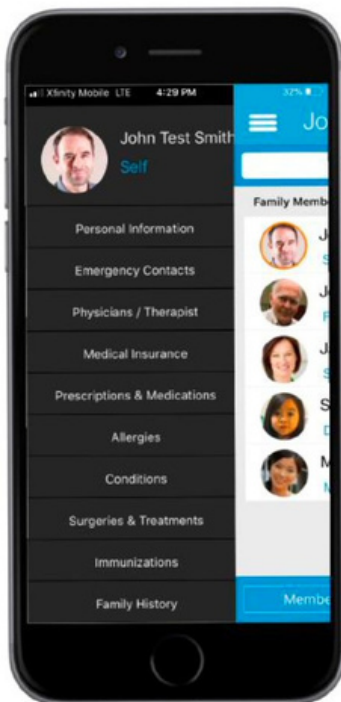 Xfinity Mobile LTE 4:29 PM 32%
John Test Smith
Self
Jo
Family Membe
Personal Information
Emergency Contacts
Physicians / Therapist
Medical Insurance
Prescriptions & Medications
Allergies
Conditions
Surgeries & Treatments
Immunizations
Family History
J
S
J
F
J
S
S
D
M
M
Membe